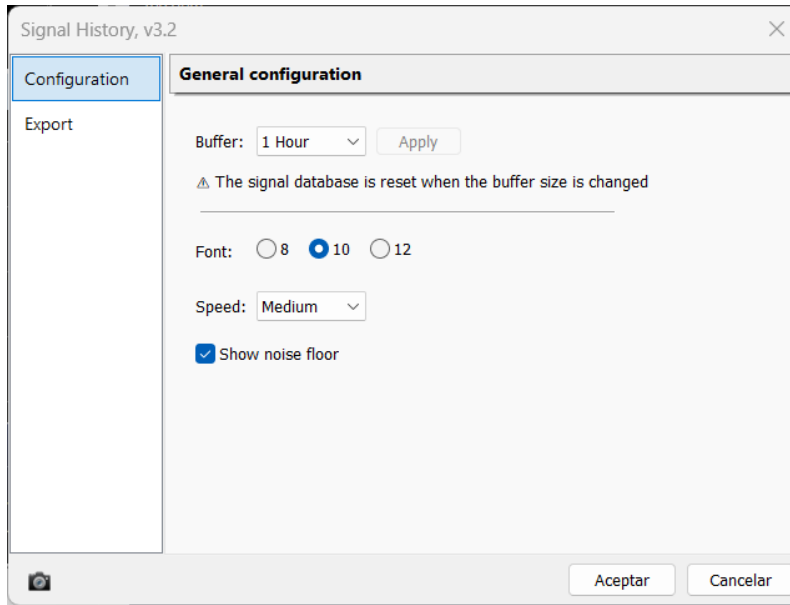 Signal History, v3.2
Configuration
Export
General configuration
Buffer: 1 Hour Apply
⚠ The signal database is reset when the buffer size is changed
Font: 8 10 12
Speed: Medium
Show noise floor
Aceptar Cancelar